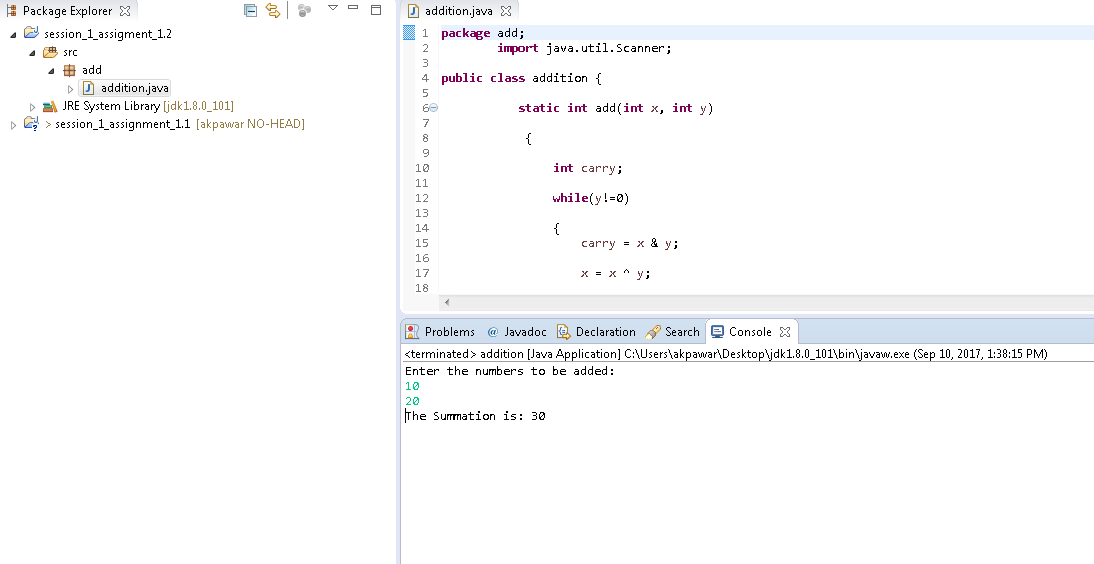 Package Explorer
session_1_assigment_1.2
src
add
addition.java
JRE System Library [jdk1.8.0_101]
> session_1_assignment_1.1 [akpawar NO-HEAD]
addition.java
1 package add;
2 import java.util.Scanner;
3
4 public class addition {
5
6 static int add(int x, int y)
7
8 {
9
10 int carry;
11
12 while(y!=0)
13
14 {
15 carry = x & y;
16
17 x = x ^ y;
18
Problems @ Javadoc Declaration Search Console
<terminated> addition [Java Application] C:\Users\akpawar\Desktop\jdk1.8.0_101\bin\javaw.exe (Sep 10, 2017, 1:38:15 PM)
Enter the numbers to be added:
10
20
The Summation is: 30